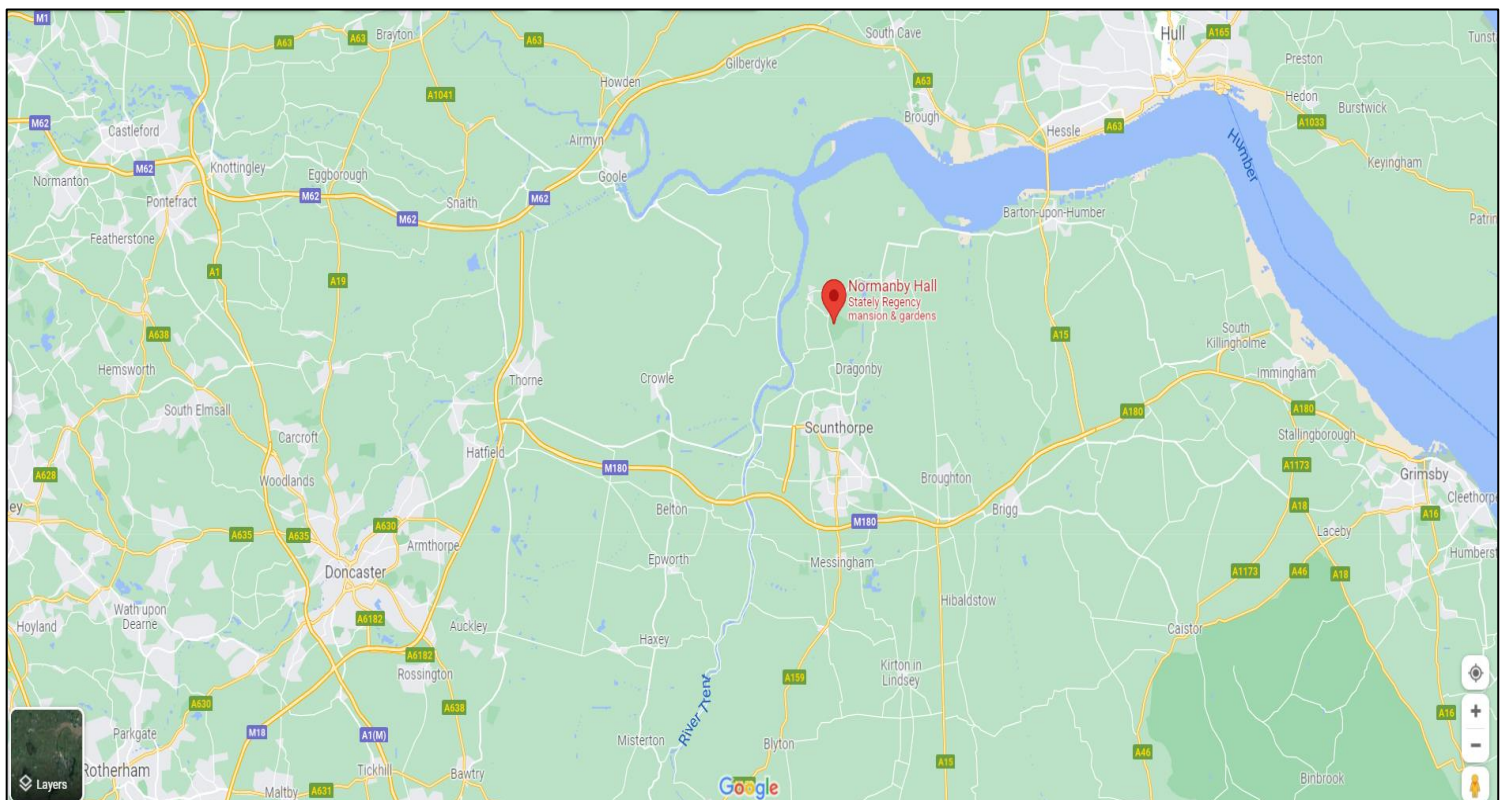 M1
A63
A63
Brayton
A63
South Cave
Hull
A165
Tunst
Gilberdyke
Preston
Howden
A63
A1041
Hedon
Burstwick
M62
Castleford
Airmyn
Brough
Hessle
A63
A1033
Humber
Keyingham
M62
Knottingley
Eggborough
Goole
Normanton
Pontefract
M62
Snaith
M62
M62
Barton-upon-Humber
Patrin
Featherstone
A1
A19
Normanby Hall
Stately Regency
mansion & gardens
A638
A15
South
Killingholme
Hemsworth
Thorne
Crowle
Dragonby
Immingham
South Elmsall
A180
A180
Carcroft
Scunthorpe
Stallingborough
Hatfield
A628
Woodlands
M180
Broughton
A1173
Grimsby
Cleethorpe
ey
Belton
M180
Brigg
A18
A16
A635
A635
A630
Laceby
Armthorpe
Humberst
Doncaster
Epworth
Messingham
A1173
A46
A18
Wath upon
Dearne
Hibaldstow
Hoyland
A6182
Auckley
Haxey
Caistor
A6182
Rossington
Kirton in
Lindsey
A159
River Trent
A630
A638
A16
Parkgate
M18
A1(M)
Misterton
Blyton
A46
A15
Rotherham
Tickhill
Bawtry
Binbrook
Layers
Maltby
A631
Google